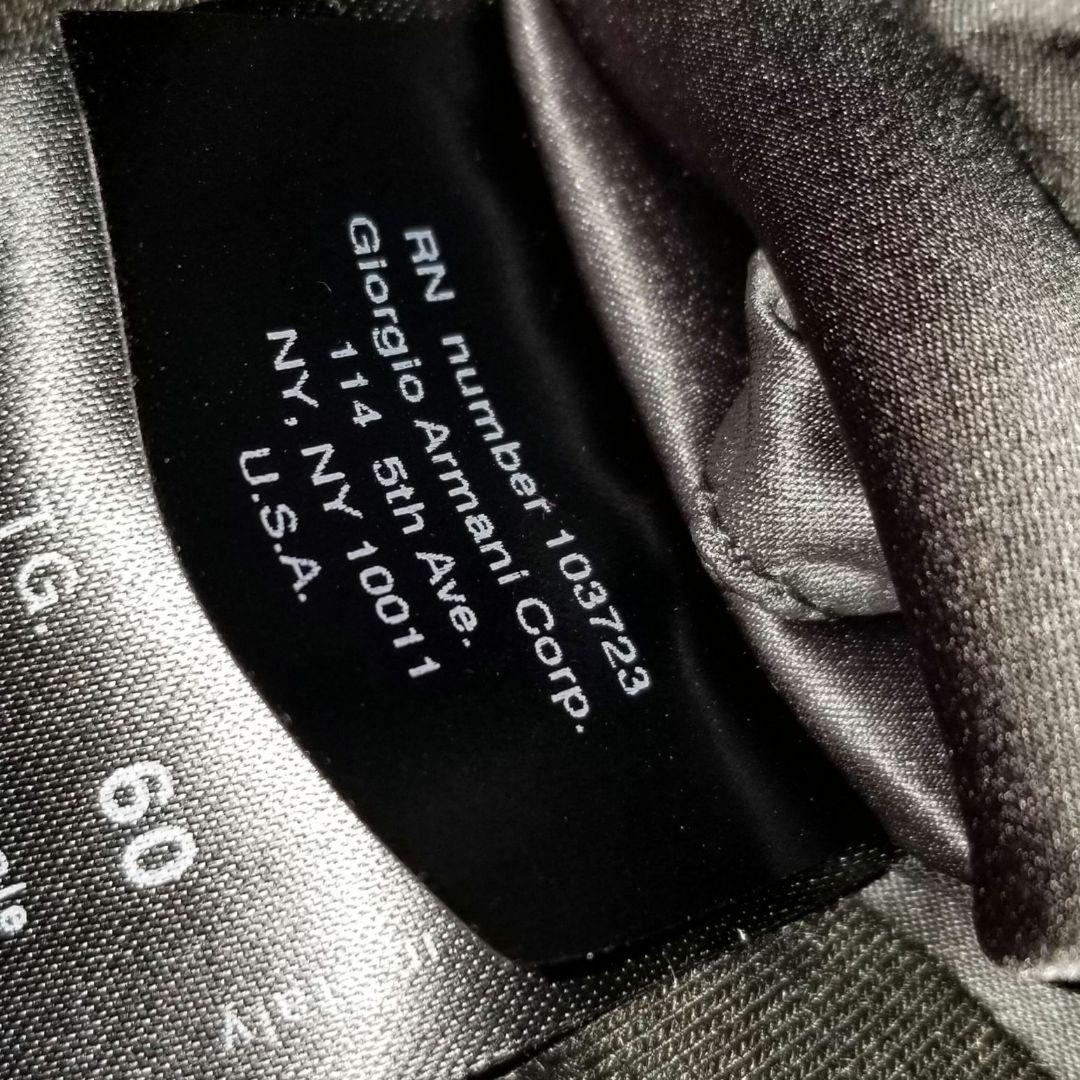 RN number 103723
Giorgio Armani Corp.
114 5th Ave.
NY, NY 10011
U.S.A.
TG.
60